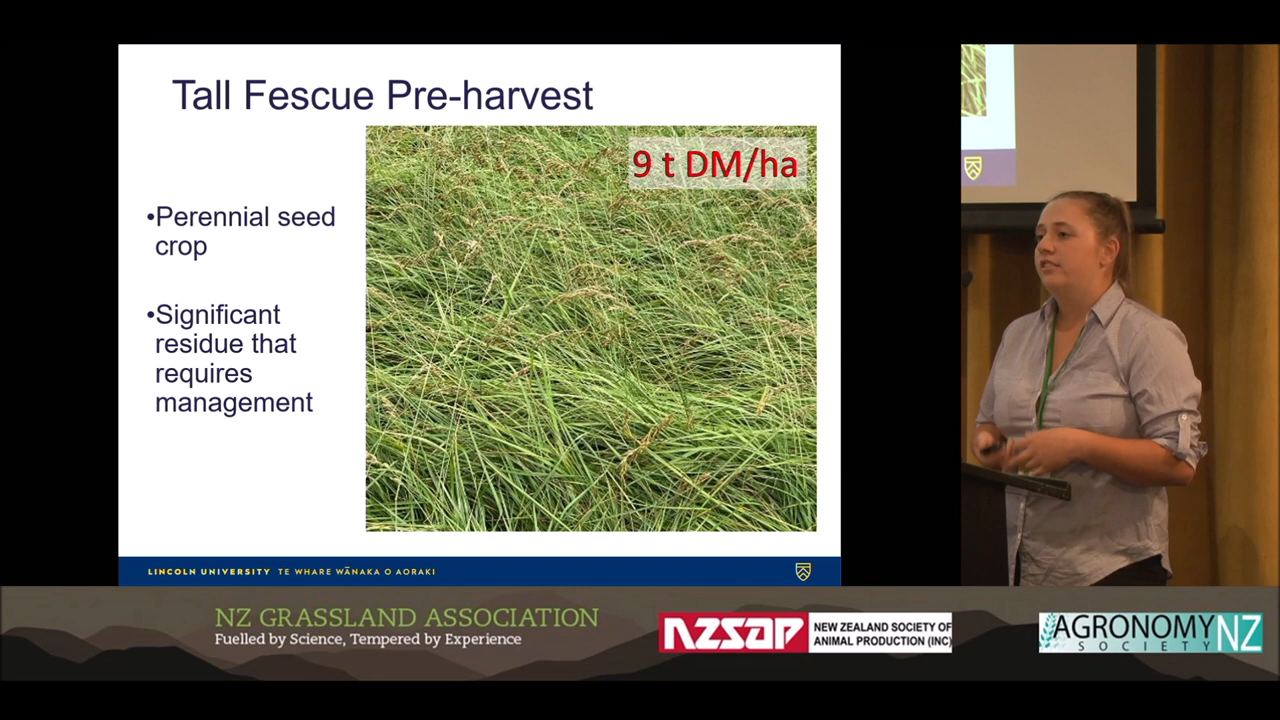 Tall Fescue Pre-harvest
9 t DM/ha
•Perennial seed
crop
•Significant
residue that
requires
management
LINCOLN UNIVERSITY TE WHARE WĀNAKA O AORAKI
NZ GRASSLAND ASSOCIATION
Fuelled by Science, Tempered by Experience
NZSAP
NEW ZEALAND SOCIETY OF
ANIMAL PRODUCTION (INC)
AGRONOMY NZ
SOCIETY